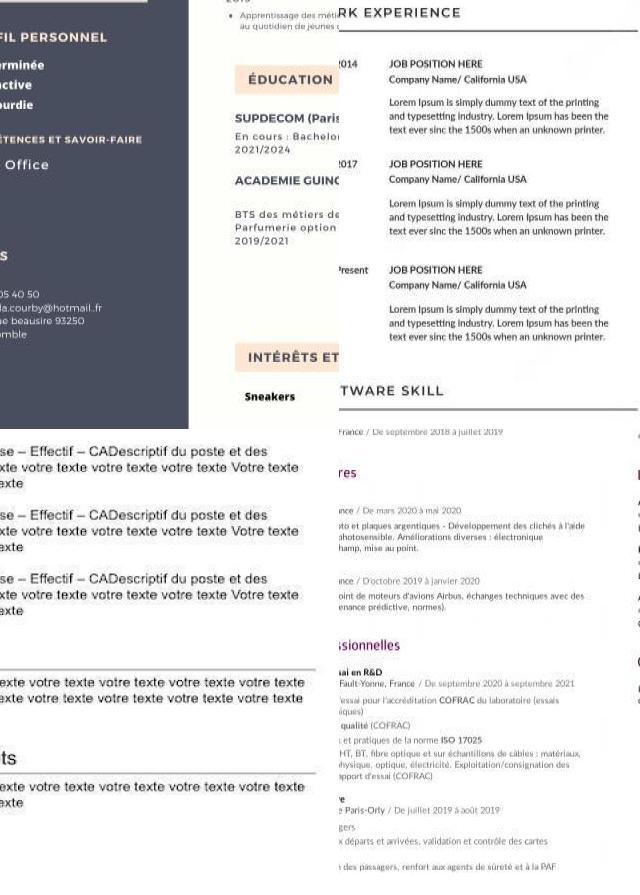 FIL PERSONNEL
erminée
active
ourdie
ÉTENCES ET SAVOIR-FAIRE
Office
S
05 40 50
la.courby@hotmail.fr
ue beausire 93250
omble
Apprentissage des méti
au quotidien de jeunes
ÉDUCATION
SUPDECOM (Paris
En cours : Bachelo
2021/2024
ACADEMIE GUINO
BTS des métiers de
Parfumerie option
2019/2021
INTÉRÊTS ET
Sneakers
RK EXPERIENCE
2014
JOB POSITION HERE
Company Name/ California USA
Lorem Ipsum is simply dummy text of the printing
and typesetting industry. Lorem Ipsum has been the
text ever sinc the 1500s when an unknown printer.
2017
JOB POSITION HERE
Company Name/ California USA
Lorem Ipsum is simply dummy text of the printing
and typesetting industry. Lorem Ipsum has been the
text ever sinc the 1500s when an unknown printer.
Present
JOB POSITION HERE
Company Name/ California USA
Lorem Ipsum is simply dummy text of the printing
and typesetting industry. Lorem Ipsum has been the
text ever sinc the 1500s when an unknown printer.
TWARE SKILL
se – Effectif – CADescriptif du poste et des
xte votre texte votre texte votre texte Votre texte
exte
se – Effectif – CADescriptif du poste et des
xte votre texte votre texte votre texte Votre texte
exte
se – Effectif – CADescriptif du poste et des
xte votre texte votre texte votre texte Votre texte
exte
exte votre texte votre texte votre texte votre texte
exte votre texte votre texte votre texte votre texte
ts
exte votre texte votre texte votre texte votre texte
exte
France / De septembre 2018 à juillet 2019
res
nce / De mars 2020 à mai 2020
to et plaques argentiques - Développement des clichés à l'aide
photosensible. Améliorations diverses : électronique
hamp, mise au point.
nce / D'octobre 2019 à janvier 2020
oint de moteurs d'avions Airbus, échanges techniques avec des
enance prédictive, normes).
ssionnelles
ai en R&D
Fault-Yonne, France / De septembre 2020 à septembre 2021
'essai pour l'accréditation COFRAC du laboratoire (essais
iques)
qualité (COFRAC)
et pratiques de la norme ISO 17025
HT, BT, fibre optique et sur échantillons de câbles : matériaux,
hysique, optique, électricité. Exploitation/consignation des
apport d'essai (COFRAC)
e
e Paris-Orly / De juillet 2019 à août 2019
gers
x départs et arrivées, validation et contrôle des cartes
des passagers, renfort aux agents de sûreté et à la PAF